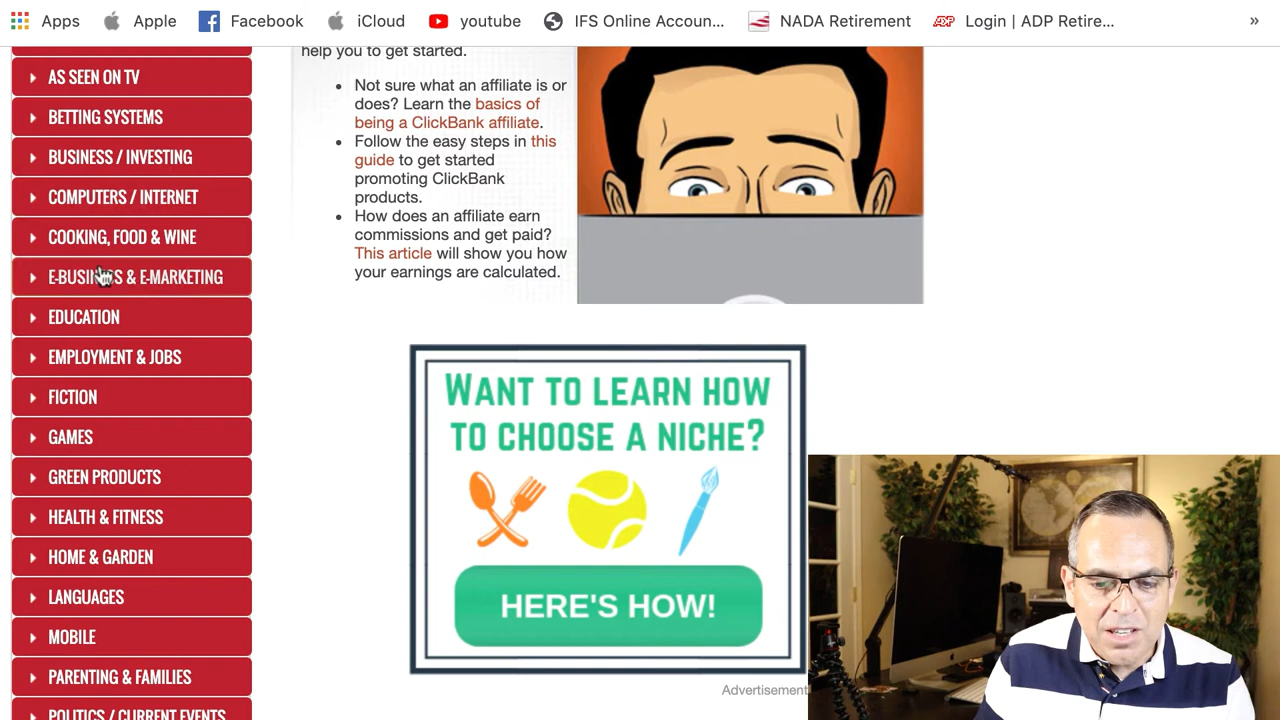 Apps Apple Facebook iCloud youtube IFS Online Accoun... NADA Retirement ADP Login | ADP Retire... »
AS SEEN ON TV
BETTING SYSTEMS
BUSINESS / INVESTING
COMPUTERS / INTERNET
COOKING, FOOD & WINE
E-BUSINESS & E-MARKETING
EDUCATION
EMPLOYMENT & JOBS
FICTION
GAMES
GREEN PRODUCTS
HEALTH & FITNESS
HOME & GARDEN
LANGUAGES
MOBILE
PARENTING & FAMILIES
POLITICS / CURRENT EVENTS
help you to get started.
• Not sure what an affiliate is or
does? Learn the basics of
being a ClickBank affiliate.
• Follow the easy steps in this
guide to get started
promoting ClickBank
products.
• How does an affiliate earn
commissions and get paid?
This article will show you how
your earnings are calculated.
WANT TO LEARN HOW
TO CHOOSE A NICHE?
HERE'S HOW!
Advertisement